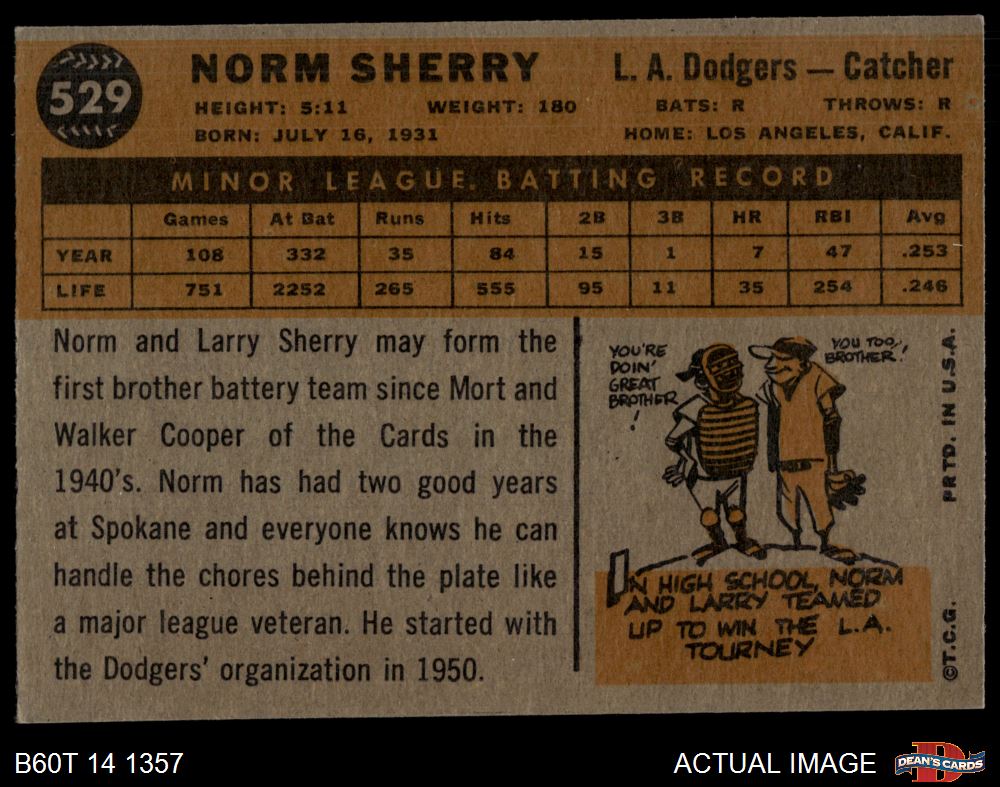 529
NORM SHERRY
L. A. Dodgers — Catcher
HEIGHT: 5:11 WEIGHT: 180 BATS: R THROWS: R
BORN: JULY 16, 1931 HOME: LOS ANGELES, CALIF.
MINOR LEAGUE BATTING RECORD
Games At Bat Runs Hits 2B 3B HR RBI Avg
YEAR 108 332 35 84 15 1 7 47 .253
LIFE 751 2252 265 555 95 11 35 254 .246
Norm and Larry Sherry may form the
first brother battery team since Mort and
Walker Cooper of the Cards in the
1940's. Norm has had two good years
at Spokane and everyone knows he can
handle the chores behind the plate like
a major league veteran. He started with
the Dodgers' organization in 1950.
YOU'RE
DOIN'
GREAT
BROTHER
!
YOU TOO,
BROTHER!
IN HIGH SCHOOL, NORM
AND LARRY TEAMED
UP TO WIN THE L.A.
TOURNEY
©T.C.G. PRTD. IN U.S.A.
B60T 14 1357
ACTUAL IMAGE
DEAN'S CARDS